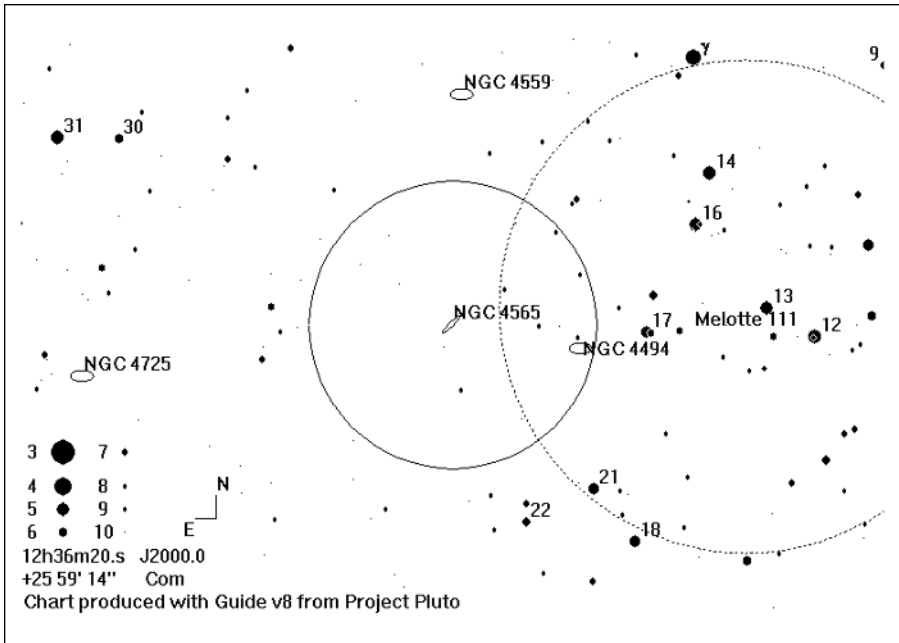 γ
9
NGC 4559
31
30
14
16
NGC 4565
13
17
Melotte 111
12
NGC 4494
NGC 4725
3 7
4 8
5 9
6 10
N
E
21
22
18
12h36m20.s J2000.0
+25 59' 14" Com
Chart produced with Guide v8 from Project Pluto